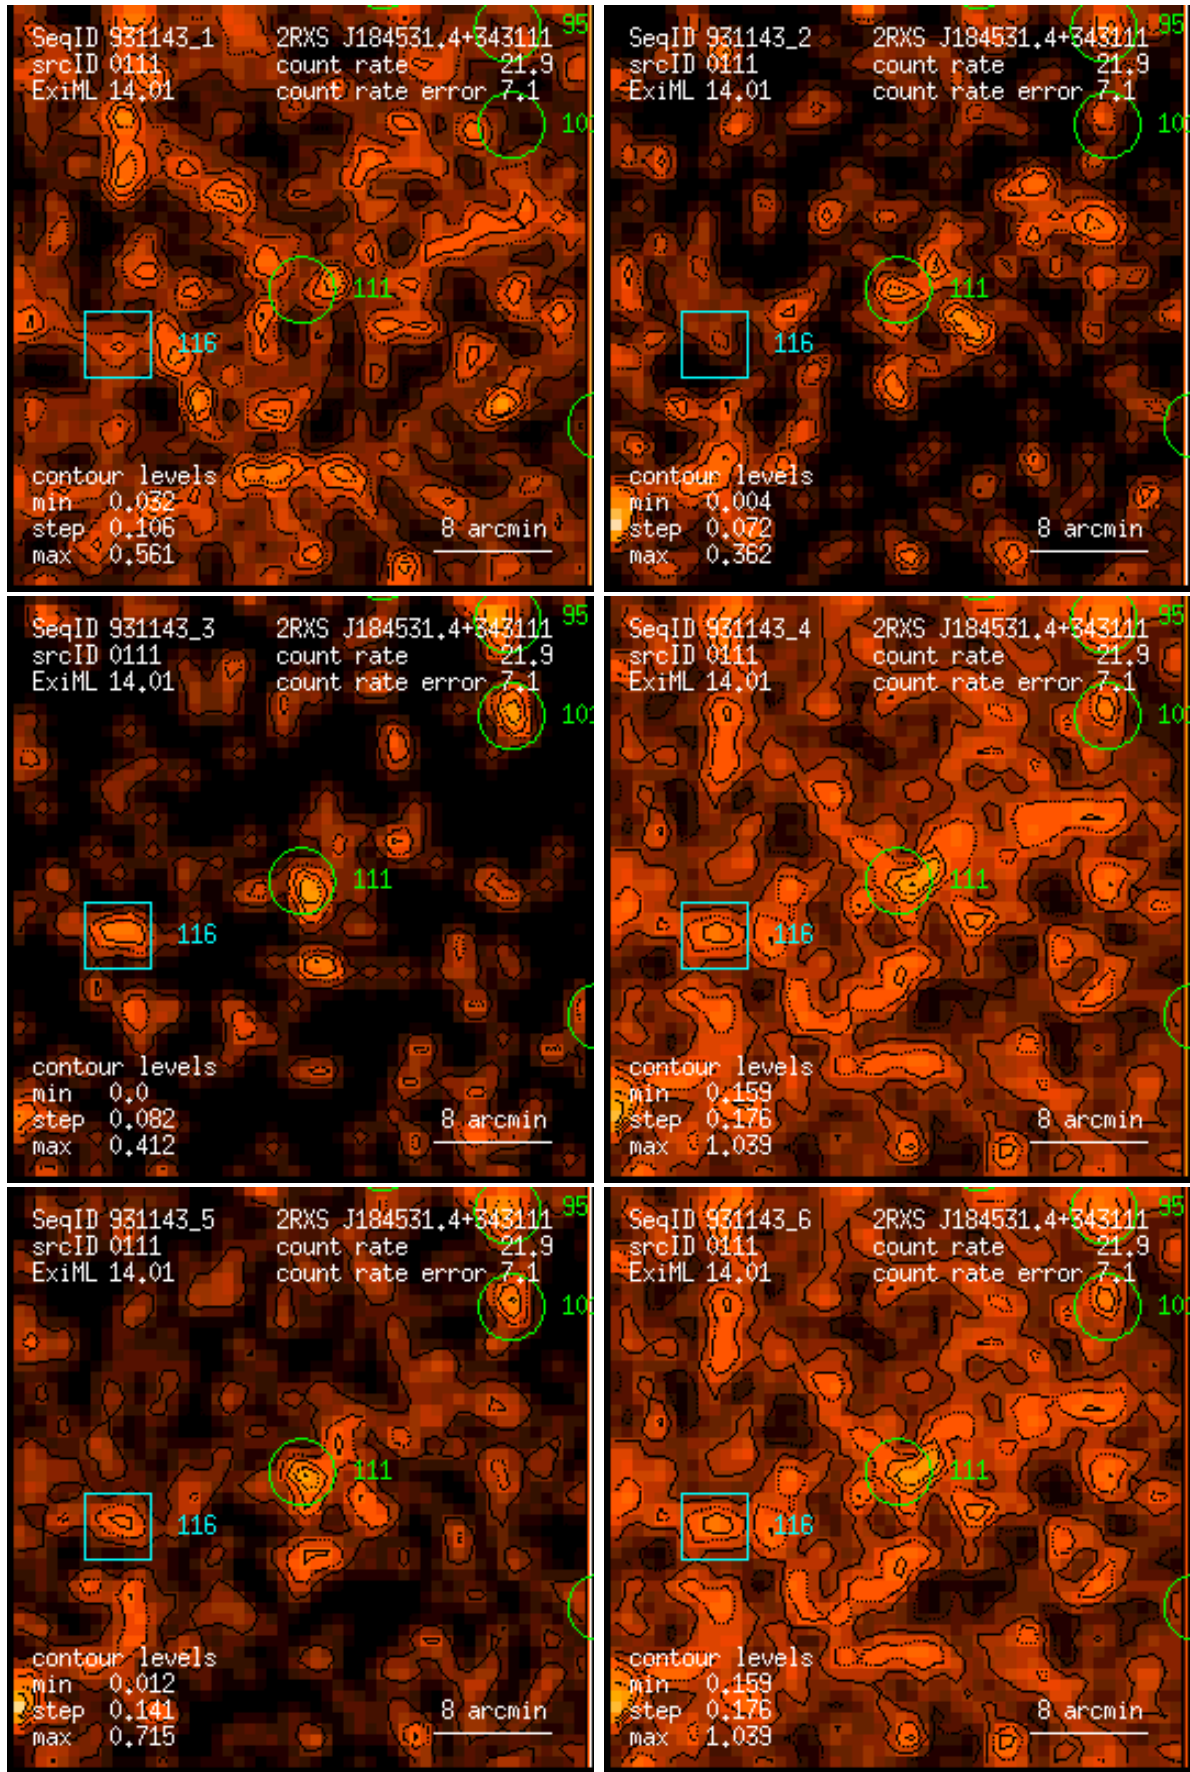 SeqID 931143_1 2RXS J184531.4+343111 95
srcID 0111 count rate 21.9
ExiML 14.01 count rate error 7.1
10
111
116
contour levels
min 0.032
step 0.106 8 arcmin
max 0.561
SeqID 931143_2 2RXS J184531.4+343111 95
srcID 0111 count rate 21.9
ExiML 14.01 count rate error 7.1
10
111
116
contour levels
min 0.004
step 0.072 8 arcmin
max 0.362
SeqID 931143_3 2RXS J184531.4+343111 95
srcID 0111 count rate 21.9
ExiML 14.01 count rate error 7.1
10
111
116
contour levels
min 0.0
step 0.082 8 arcmin
max 0.412
SeqID 931143_4 2RXS J184531.4+343111 95
srcID 0111 count rate 21.9
ExiML 14.01 count rate error 7.1
10
111
116
contour levels
min 0.159
step 0.176 8 arcmin
max 1.039
SeqID 931143_5 2RXS J184531.4+343111 95
srcID 0111 count rate 21.9
ExiML 14.01 count rate error 7.1
10
111
116
contour levels
min 0.012
step 0.141 8 arcmin
max 0.715
SeqID 931143_6 2RXS J184531.4+343111 95
srcID 0111 count rate 21.9
ExiML 14.01 count rate error 7.1
10
111
116
contour levels
min 0.159
step 0.176 8 arcmin
max 1.039